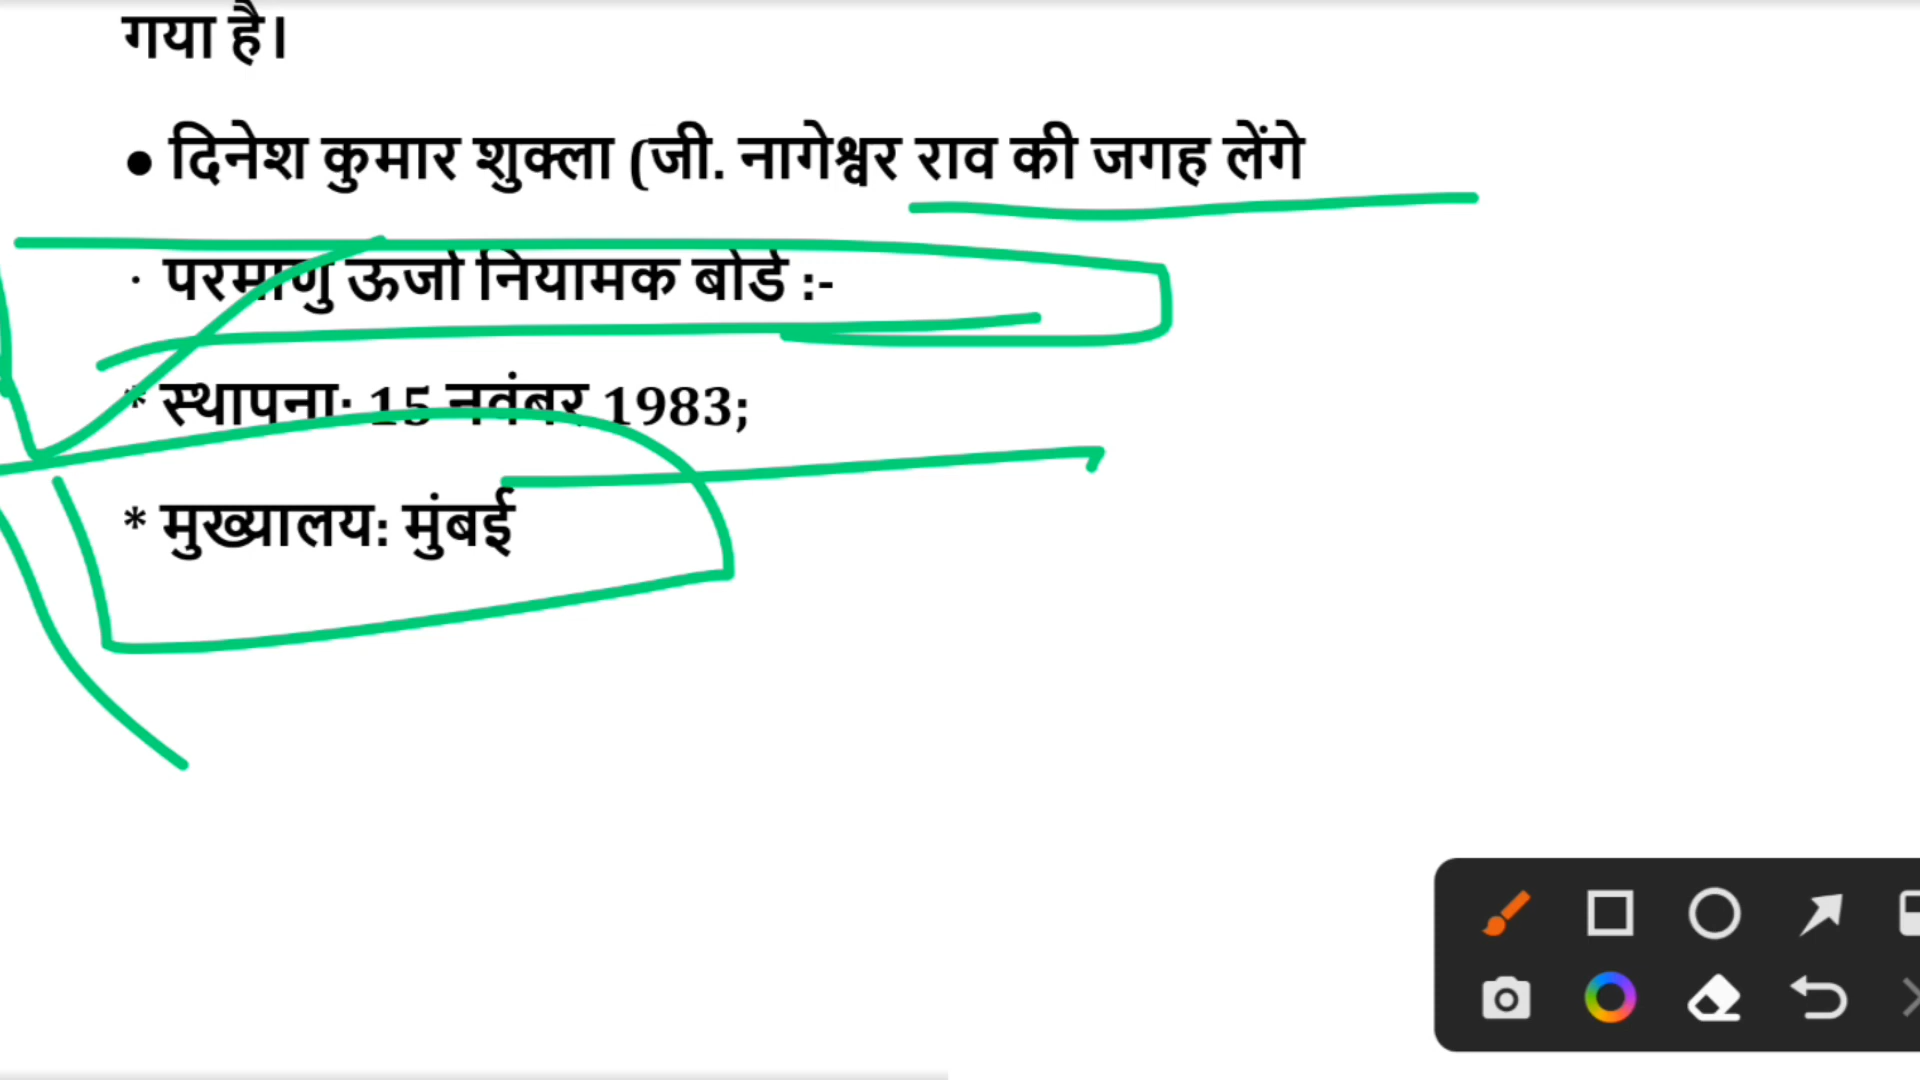 गया है।
● दिनेश कुमार शुक्ला (जी. नागेश्वर राव की जगह लेंगे
· परमाणु ऊर्जा नियामक बोर्ड :-
* स्थापना: 15 नवंबर 1983;
* मुख्यालय: मुंबई